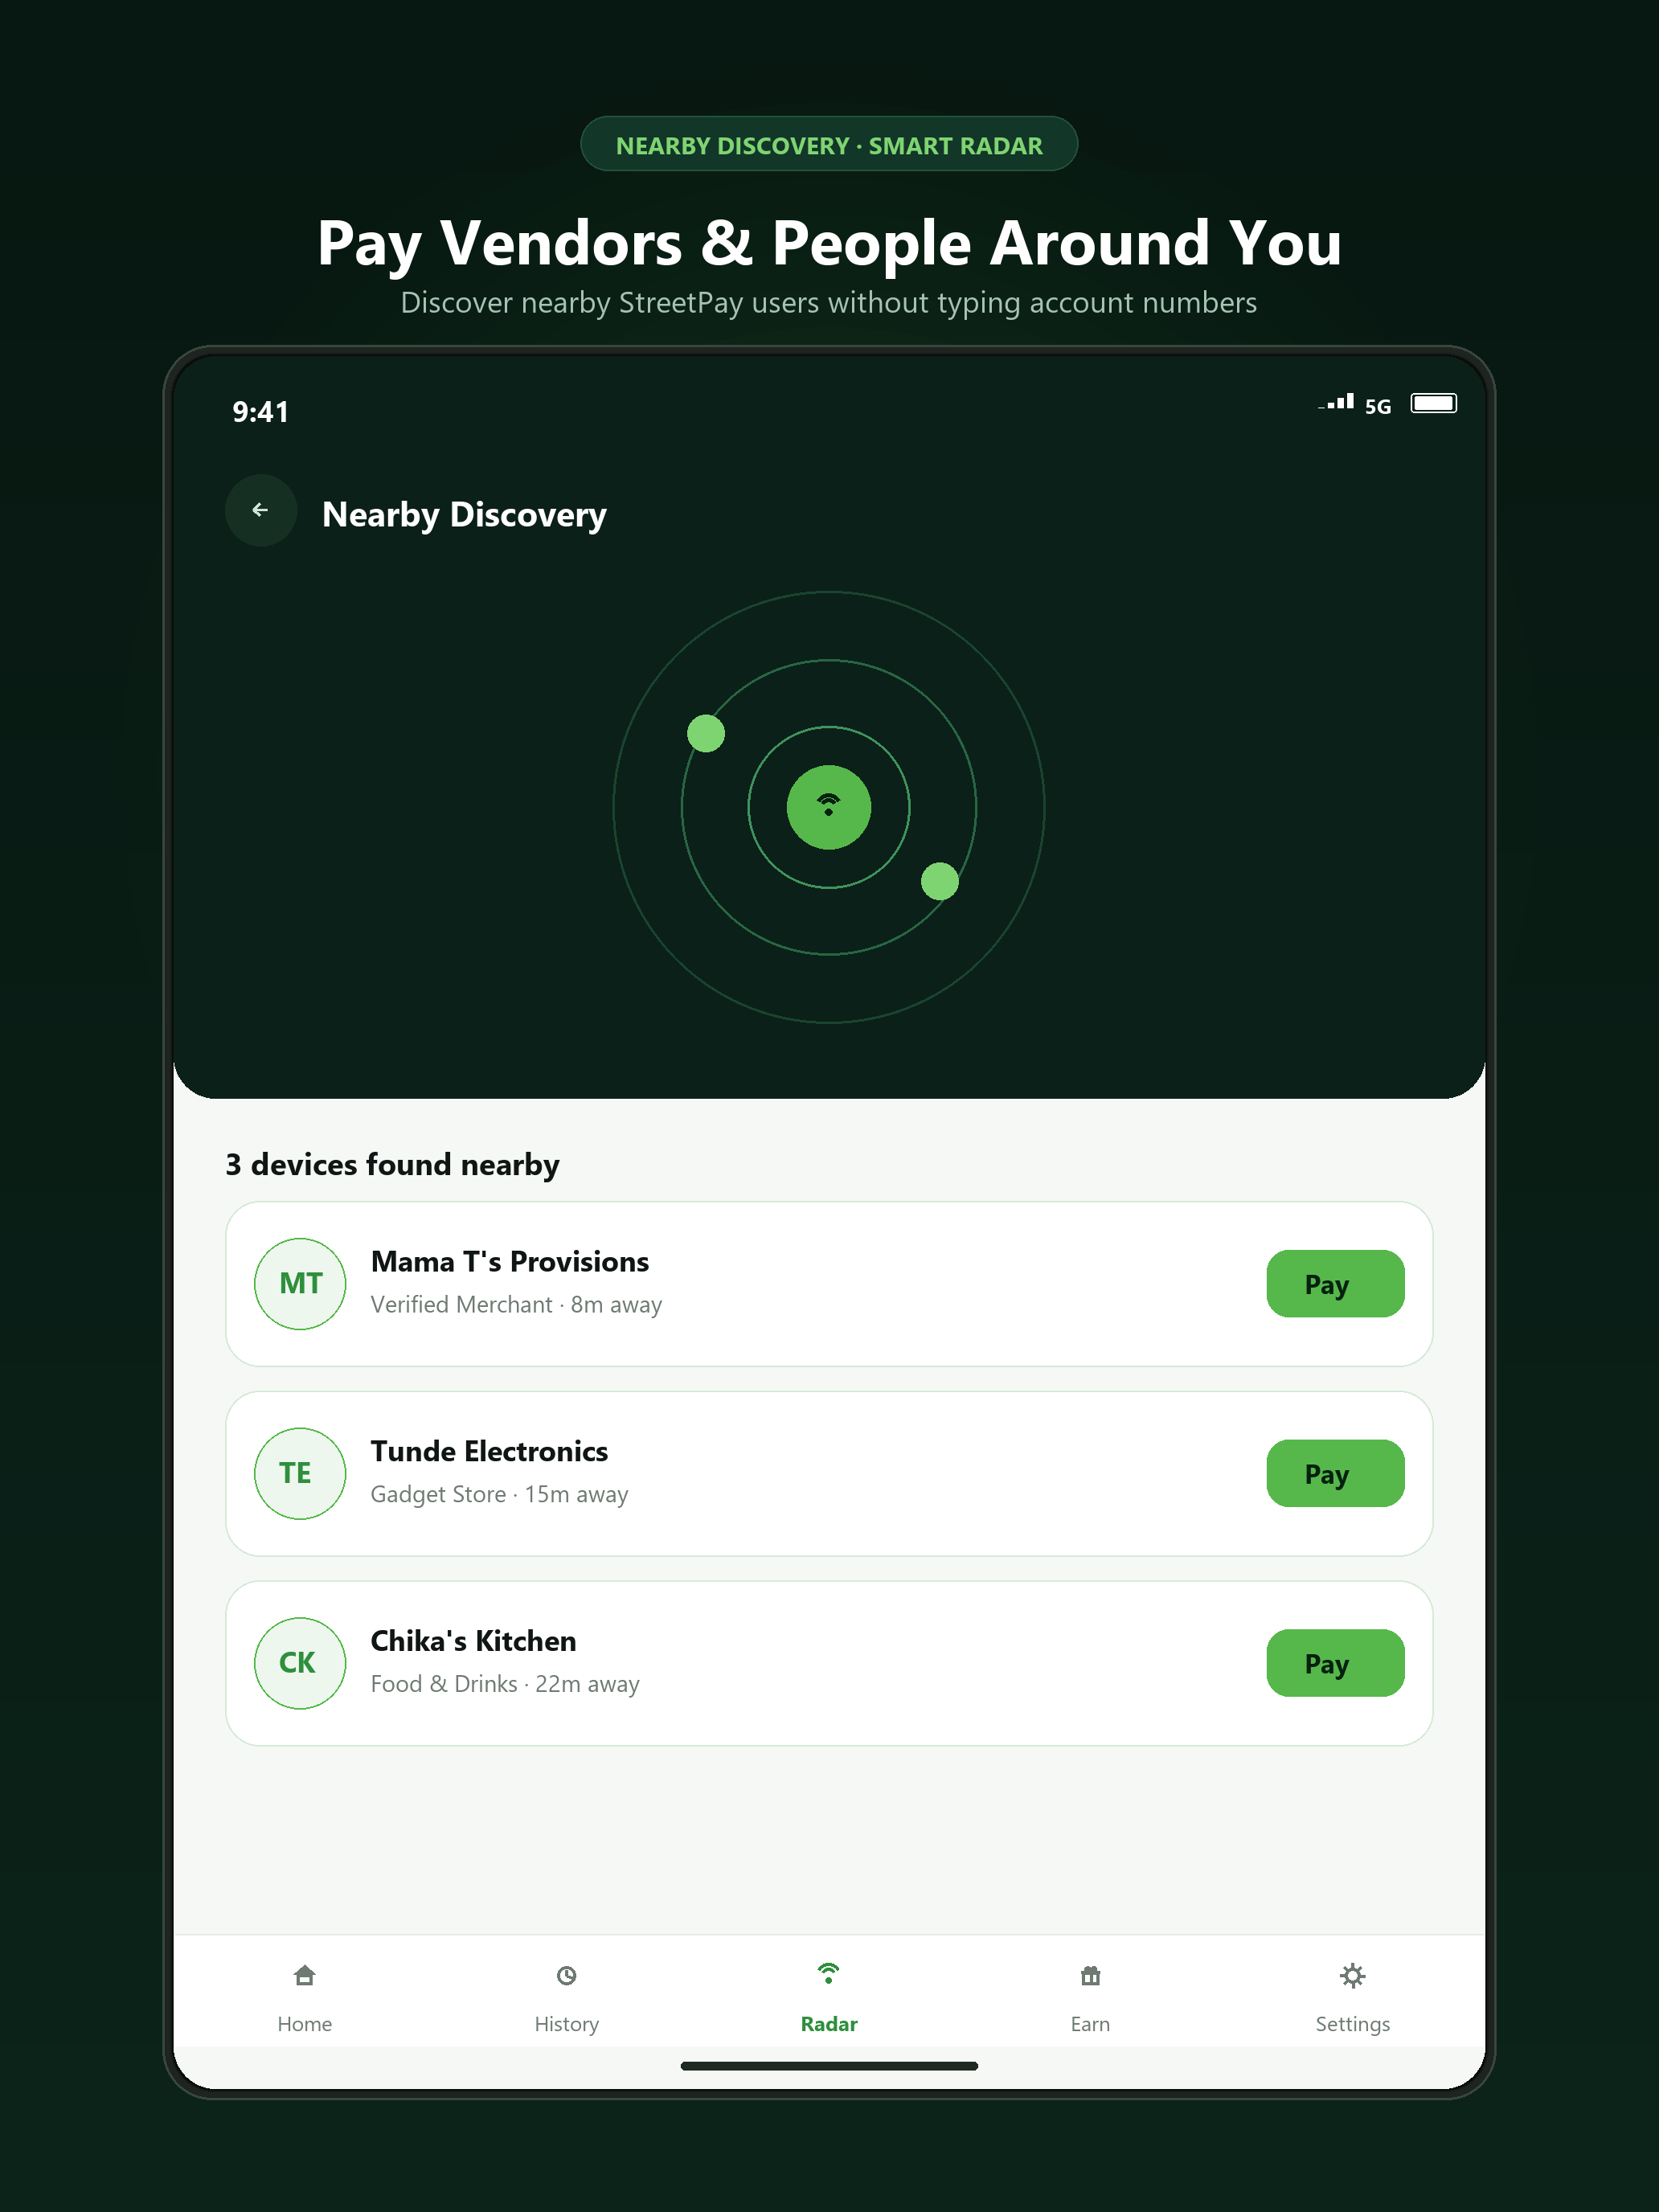 NEARBY DISCOVERY · SMART RADAR
Pay Vendors & People Around You
Discover nearby StreetPay users without typing account numbers
9:41
5G
Nearby Discovery
3 devices found nearby
MT
Mama T's Provisions
Verified Merchant · 8m away
Pay
TE
Tunde Electronics
Gadget Store · 15m away
Pay
CK
Chika's Kitchen
Food & Drinks · 22m away
Pay
Home
History
Radar
Earn
Settings